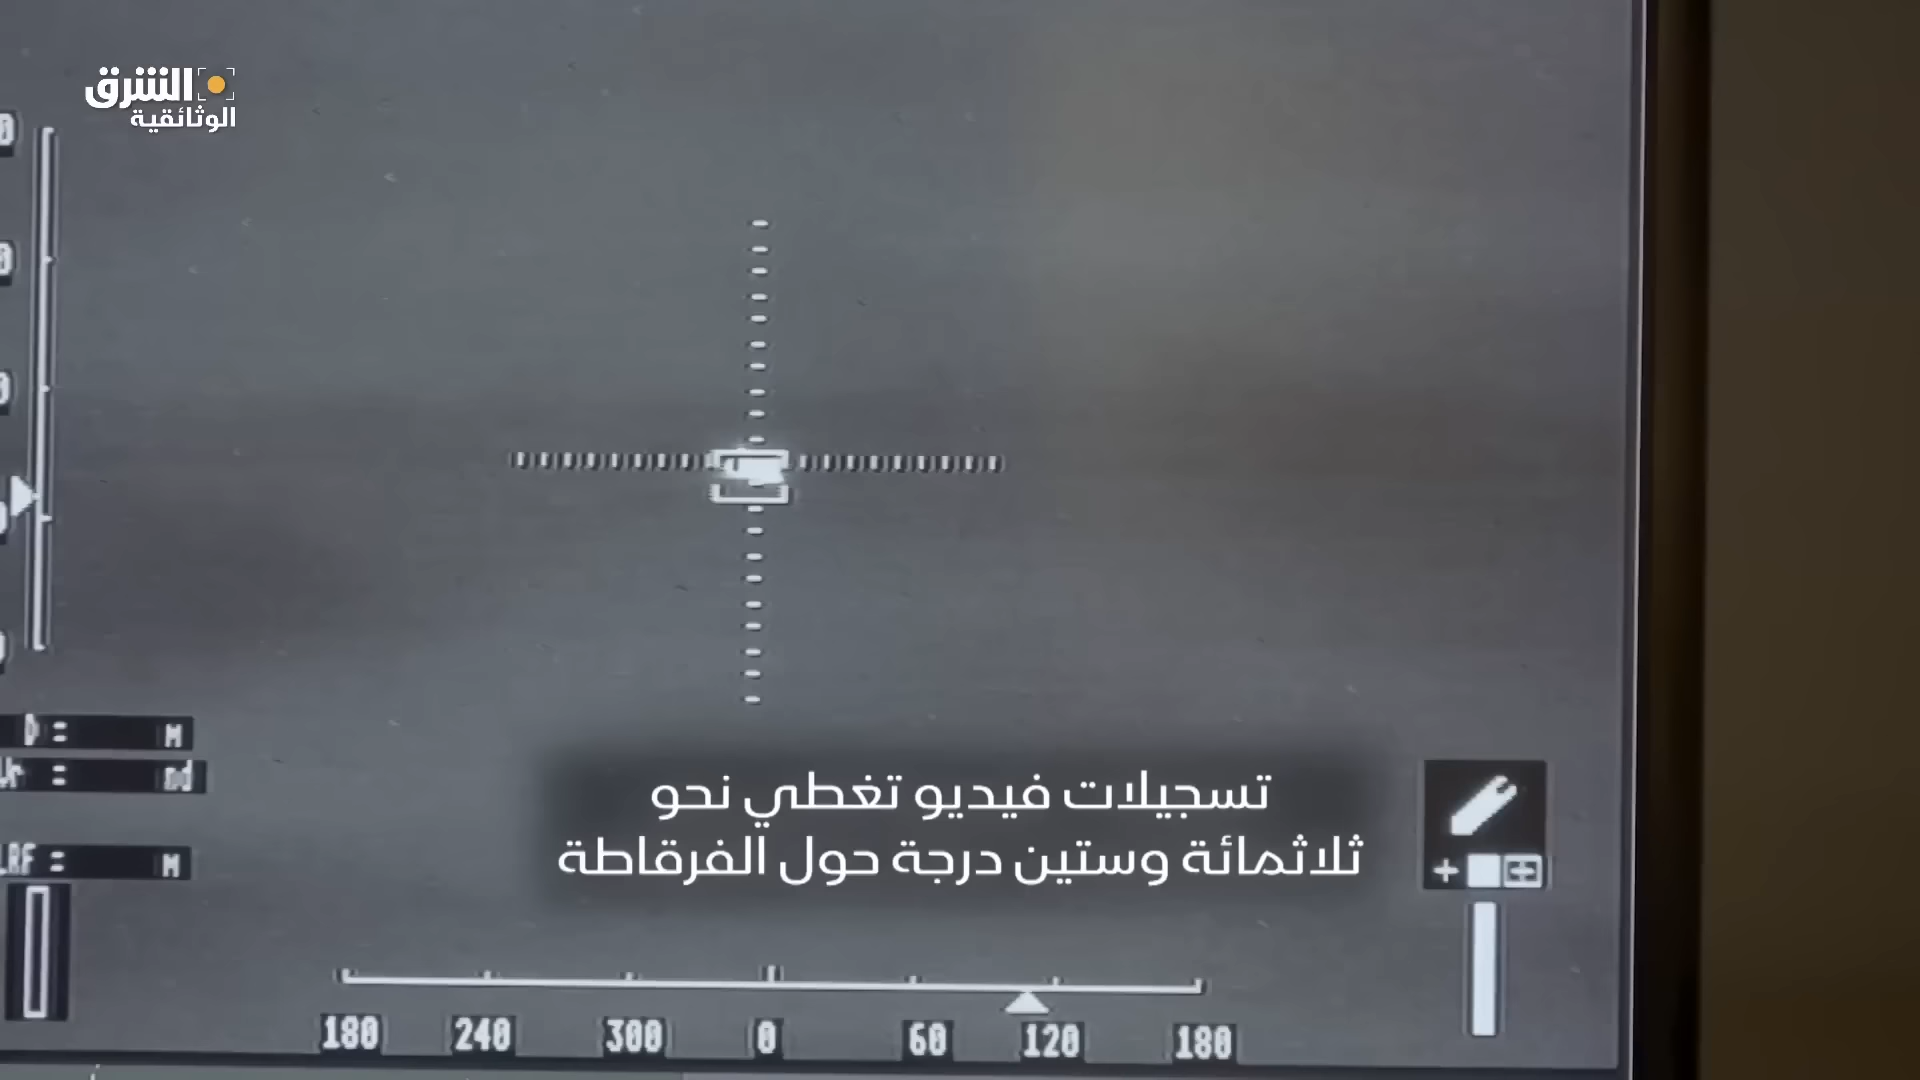 الشرق
الوثائقية
D = M
= nd
LRF = M
تسجيلات فيديو تغطي نحو
ثلاثمائة وستين درجة حول الفرقاطة
180 240 300 0 60 120 180